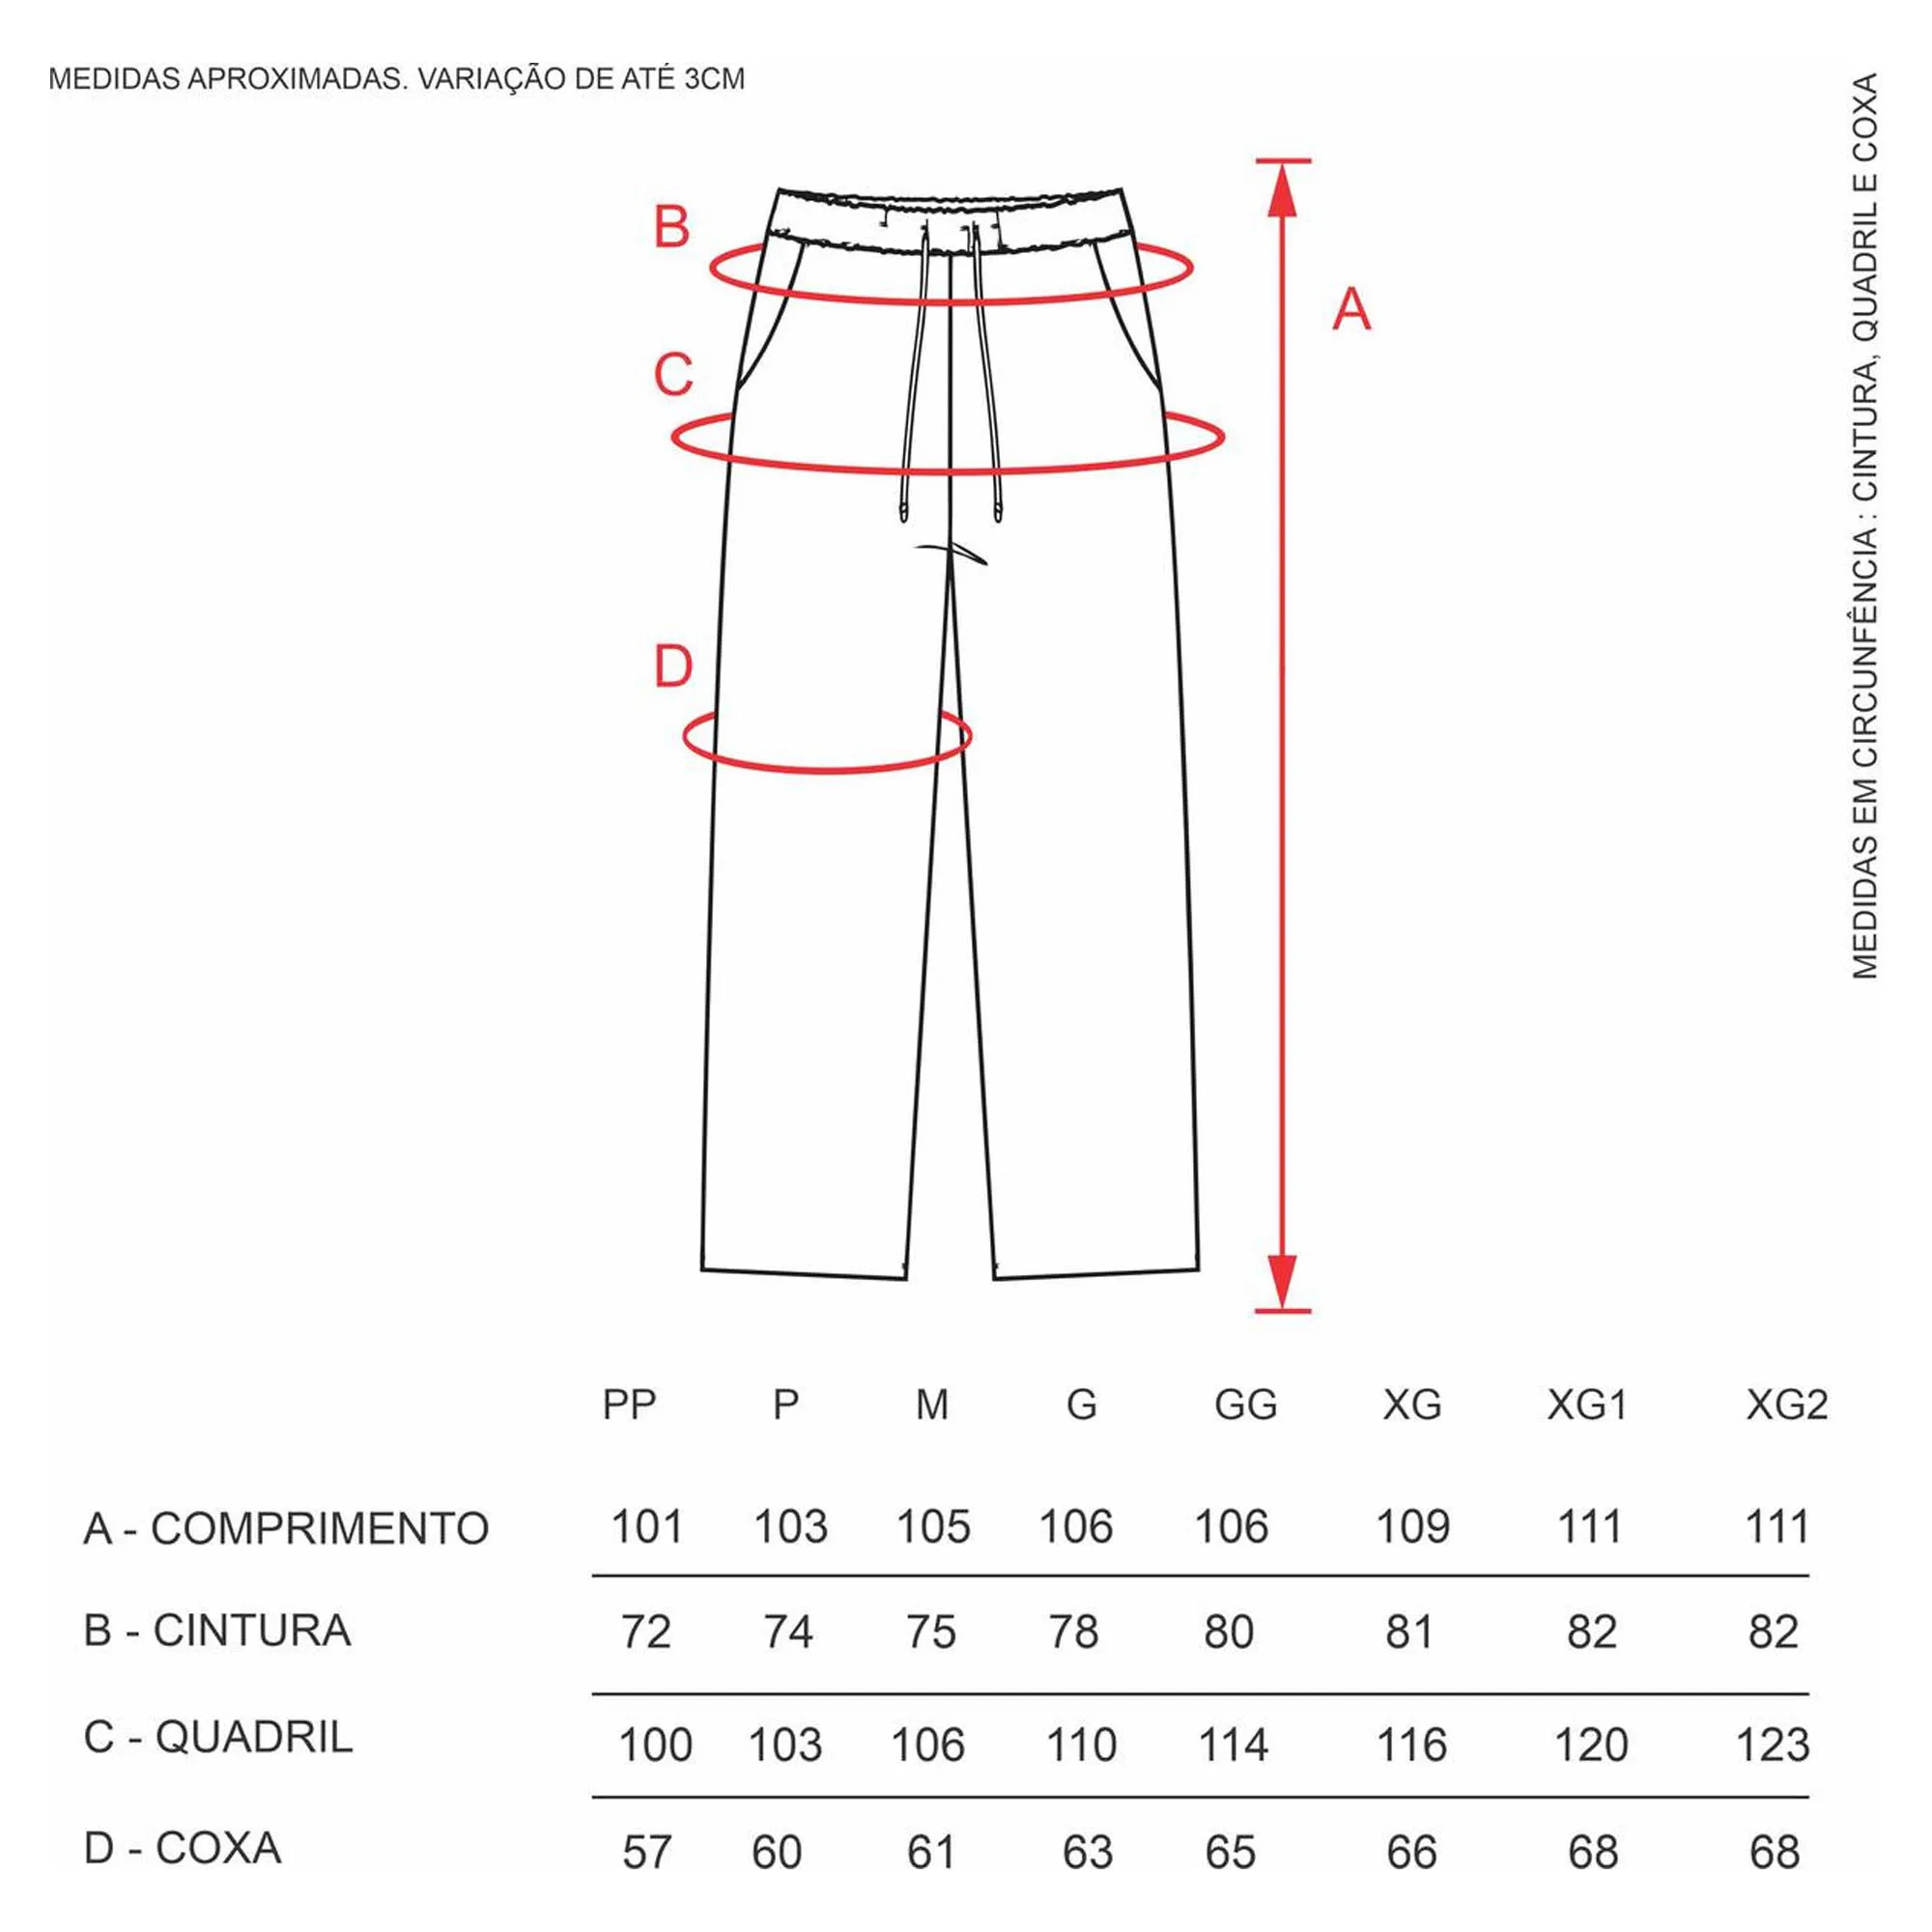 MEDIDAS APROXIMADAS. VARIAÇÃO DE ATÉ 3CM
MEDIDAS EM CIRCUNFÊNCIA : CINTURA, QUADRIL E COXA
B
A
C
D
PP P M G GG XG XG1 XG2
A - COMPRIMENTO 101 103 105 106 106 109 111 111
B - CINTURA 72 74 75 78 80 81 82 82
C - QUADRIL 100 103 106 110 114 116 120 123
D - COXA 57 60 61 63 65 66 68 68